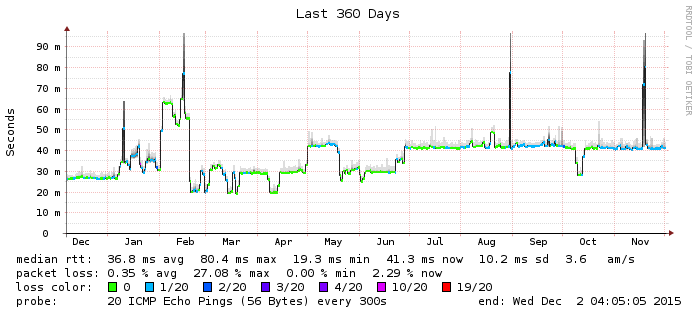 Last 360 Days
RRDTOOL / TOBI OETIKER
Seconds
90 m
80 m
70 m
60 m
50 m
40 m
30 m
20 m
10 m
0
Dec Jan Feb Mar Apr May Jun Jul Aug Sep Oct Nov
median rtt: 36.8 ms avg 80.4 ms max 19.3 ms min 41.3 ms now 10.2 ms sd 3.6 am/s
packet loss: 0.35 % avg 27.08 % max 0.00 % min 2.29 % now
loss color: 0 1/20 2/20 3/20 4/20 10/20 19/20
probe: 20 ICMP Echo Pings (56 Bytes) every 300s end: Wed Dec 2 04:05:05 2015